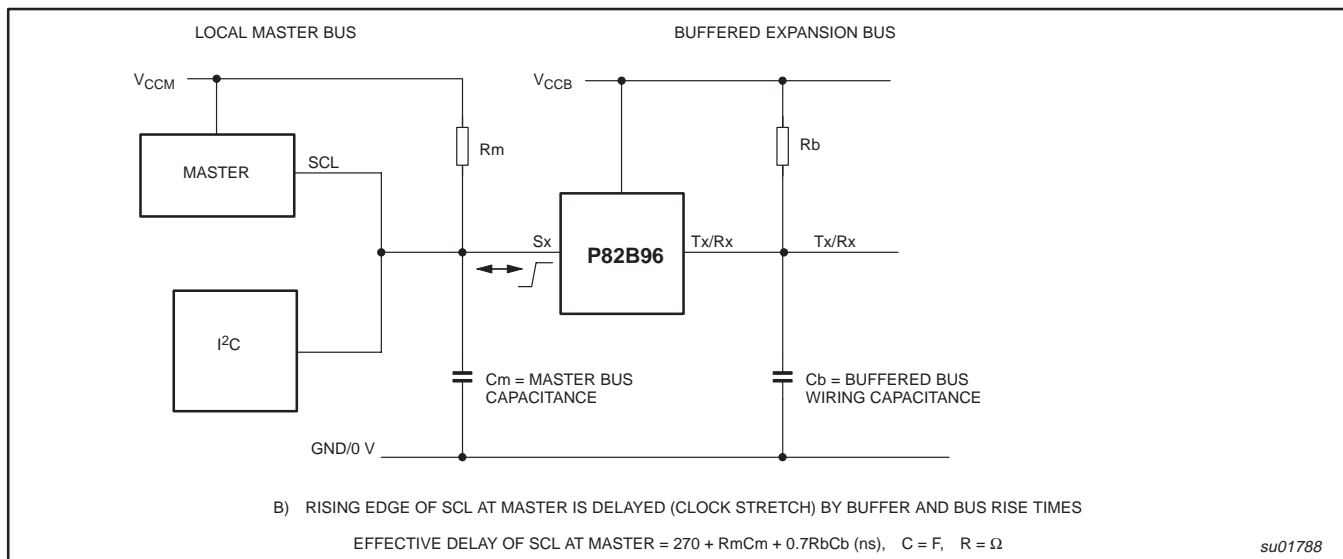 LOCAL MASTER BUS
BUFFERED EXPANSION BUS
VCCM
VCCB
Rm
Rb
MASTER
SCL
Sx
P82B96
Tx/Rx
Tx/Rx
I2C
Cm = MASTER BUS
CAPACITANCE
Cb = BUFFERED BUS
WIRING CAPACITANCE
GND/0 V
B) RISING EDGE OF SCL AT MASTER IS DELAYED (CLOCK STRETCH) BY BUFFER AND BUS RISE TIMES
EFFECTIVE DELAY OF SCL AT MASTER = 270 + RmCm + 0.7RbCb (ns), C = F, R = Ω
su01788